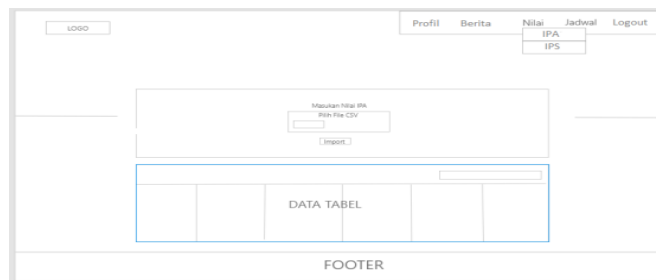 LOGO
Profil Berita Nilai Jadwal Logout
IPA
IPS
Masukan Nilai IPA
Pilih File CSV
Import
DATA TABEL
FOOTER